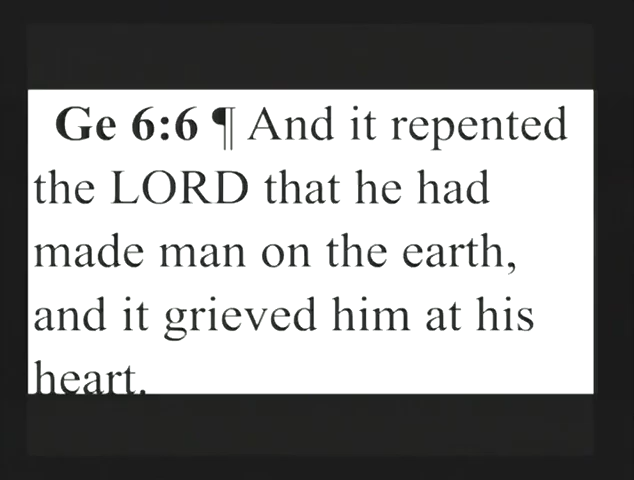 Ge 6:6 ¶ And it repented
the LORD that he had
made man on the earth,
and it grieved him at his
heart.